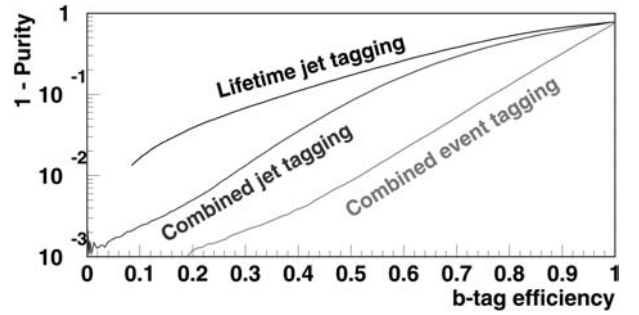 1
10 -1
10 -2
10 -3
1 - Purity
Lifetime jet tagging
Combined jet tagging
Combined event tagging
0 0.1 0.2 0.3 0.4 0.5 0.6 0.7 0.8 0.9 1
b-tag efficiency